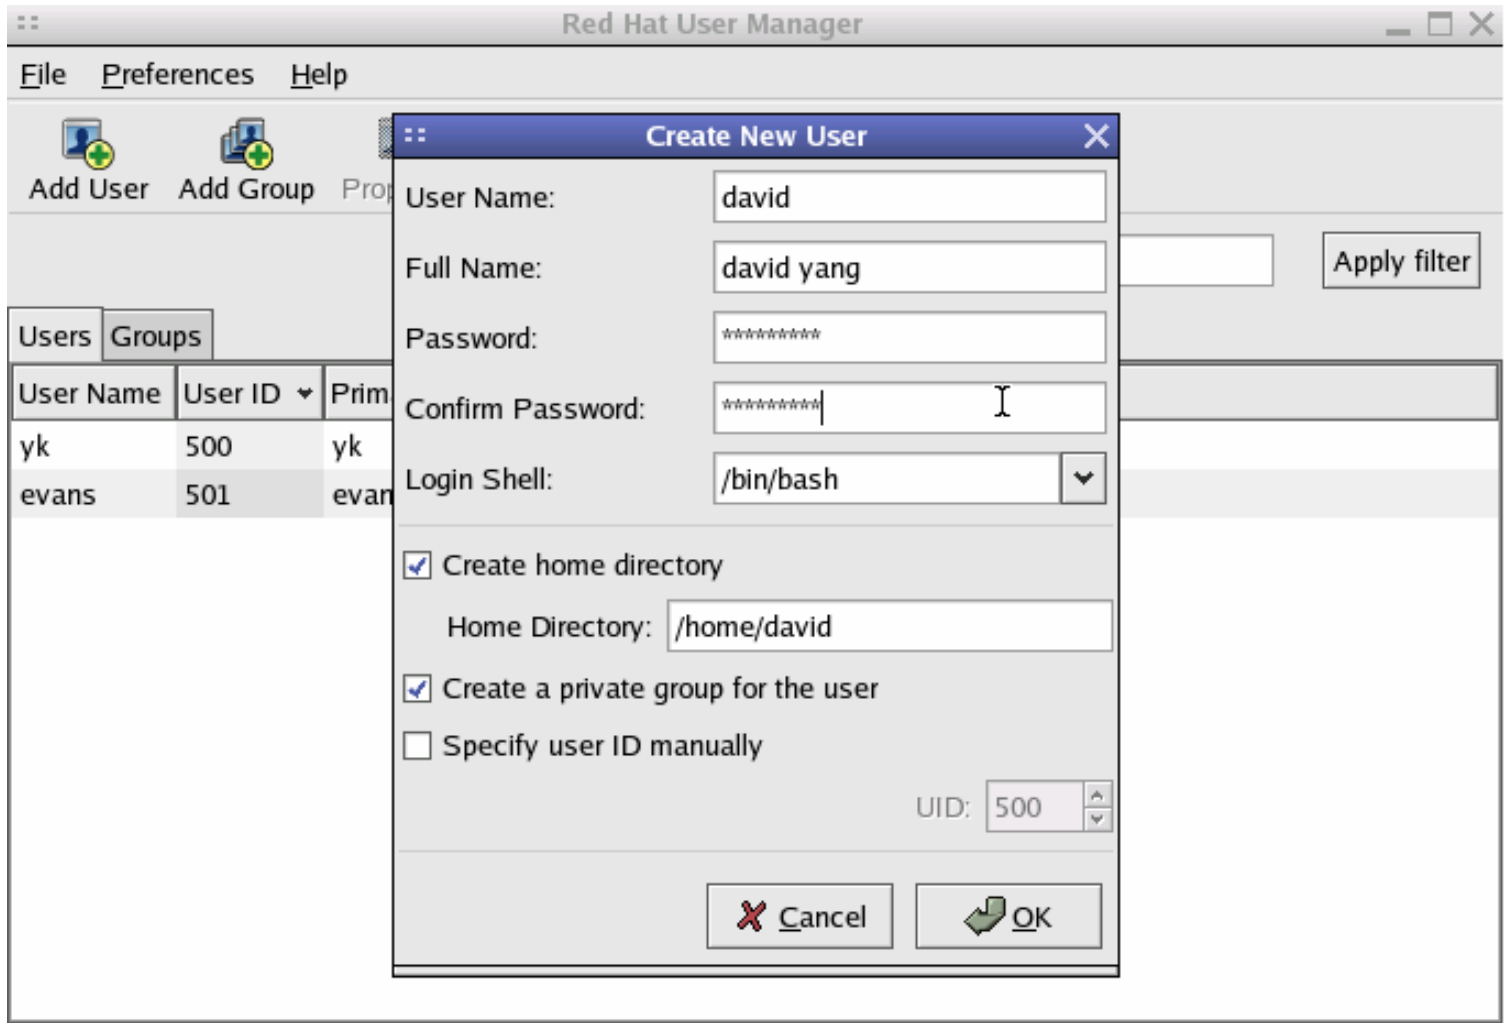 Red Hat User Manager
File Preferences Help
Create New User
Add User Add Group Prop
User Name: david
Full Name: david yang
Apply filter
Password: *********
Users Groups
Confirm Password: *********
User Name User ID Prim
yk 500 yk
Login Shell: /bin/bash
evans 501 evan
Create home directory
Home Directory: /home/david
Create a private group for the user
Specify user ID manually
UID: 500
Cancel OK